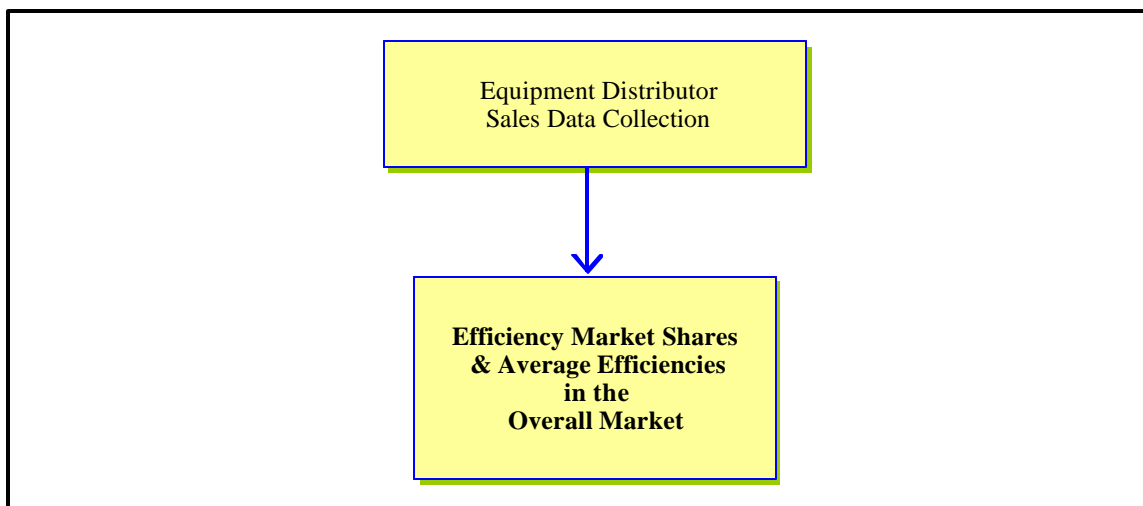 Equipment Distributor
Sales Data Collection
Efficiency Market Shares
& Average Efficiencies
in the
Overall Market